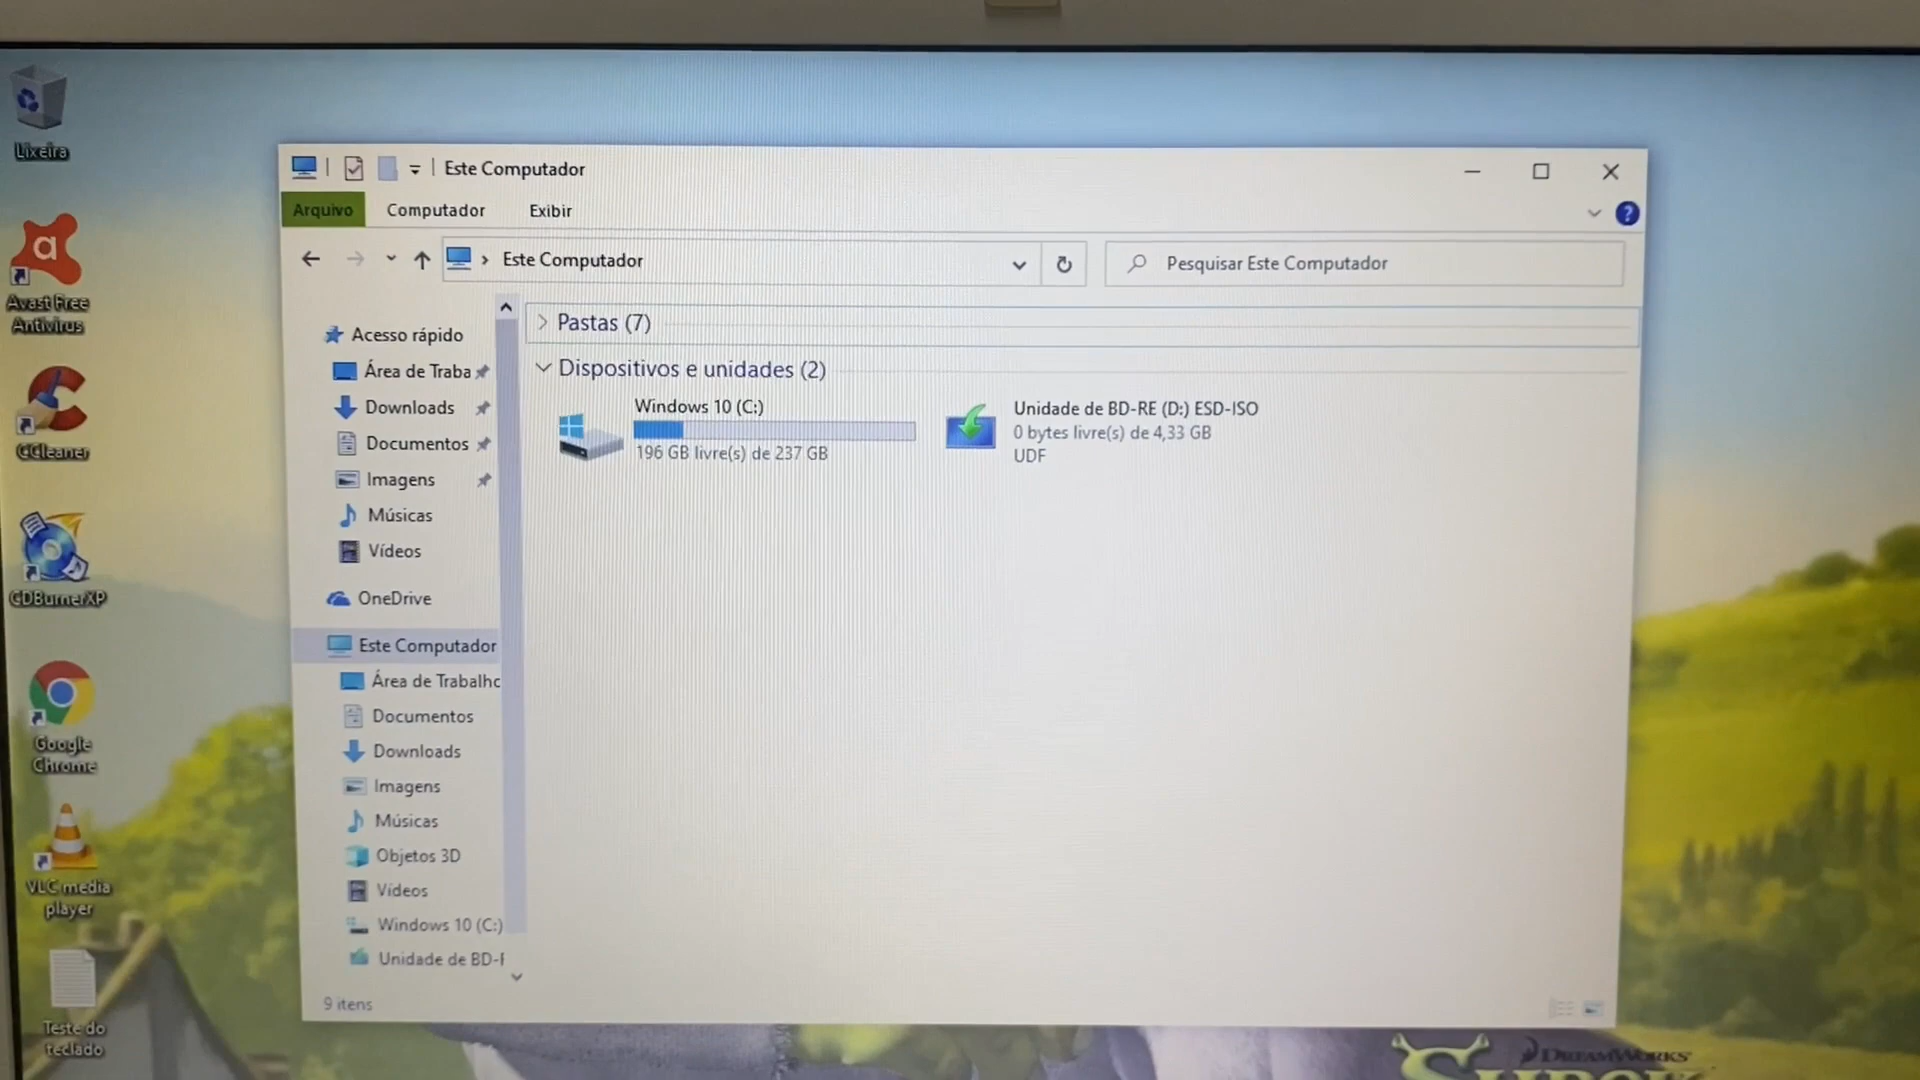 Lixeira
Avast Free
Antivirus
CCleaner
CDBurnerXP
Google
Chrome
VLC media
player
Teste do
teclado
Este Computador
Arquivo
Computador
Exibir
?
Este Computador
Pesquisar Este Computador
Acesso rápido
Área de Traba
Downloads
Documentos
Imagens
Músicas
Vídeos
OneDrive
Este Computador
Área de Trabalho
Documentos
Downloads
Imagens
Músicas
Objetos 3D
Vídeos
Windows 10 (C:)
Unidade de BD-R
9 itens
Pastas (7)
Dispositivos e unidades (2)
Windows 10 (C:)
196 GB livre(s) de 237 GB
Unidade de BD-RE (D:) ESD-ISO
0 bytes livre(s) de 4,33 GB
UDF
DREAMWORKS
SHREK